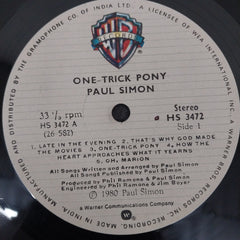 MANUFACTURED AND DISTRIBUTED BY THE GRAMOPHONE CO. OF INDIA LTD. A LICENSEE OF WEA INTERNATIONAL INC.
ONE-TRICK PONY
PAUL SIMON
33 1/3 rpm
Stereo
HS 3472 A
HS 3472
(26-582)
Side 1
1. LATE IN THE EVENING 2. THAT'S WHY GOD MADE
THE MOVIES 3. ONE-TRICK PONY 4. HOW THE
HEART APPROACHES WHAT IT YEARNS
5. OH, MARION
All Songs Written and Arranged by Paul Simon
All Songs Published by Paul Simon
Produced by Phil Ramone & Paul Simon
Engineered by Phil Ramone & Jim Boyer
℗ 1980 Paul Simon
a Warner Communications Company